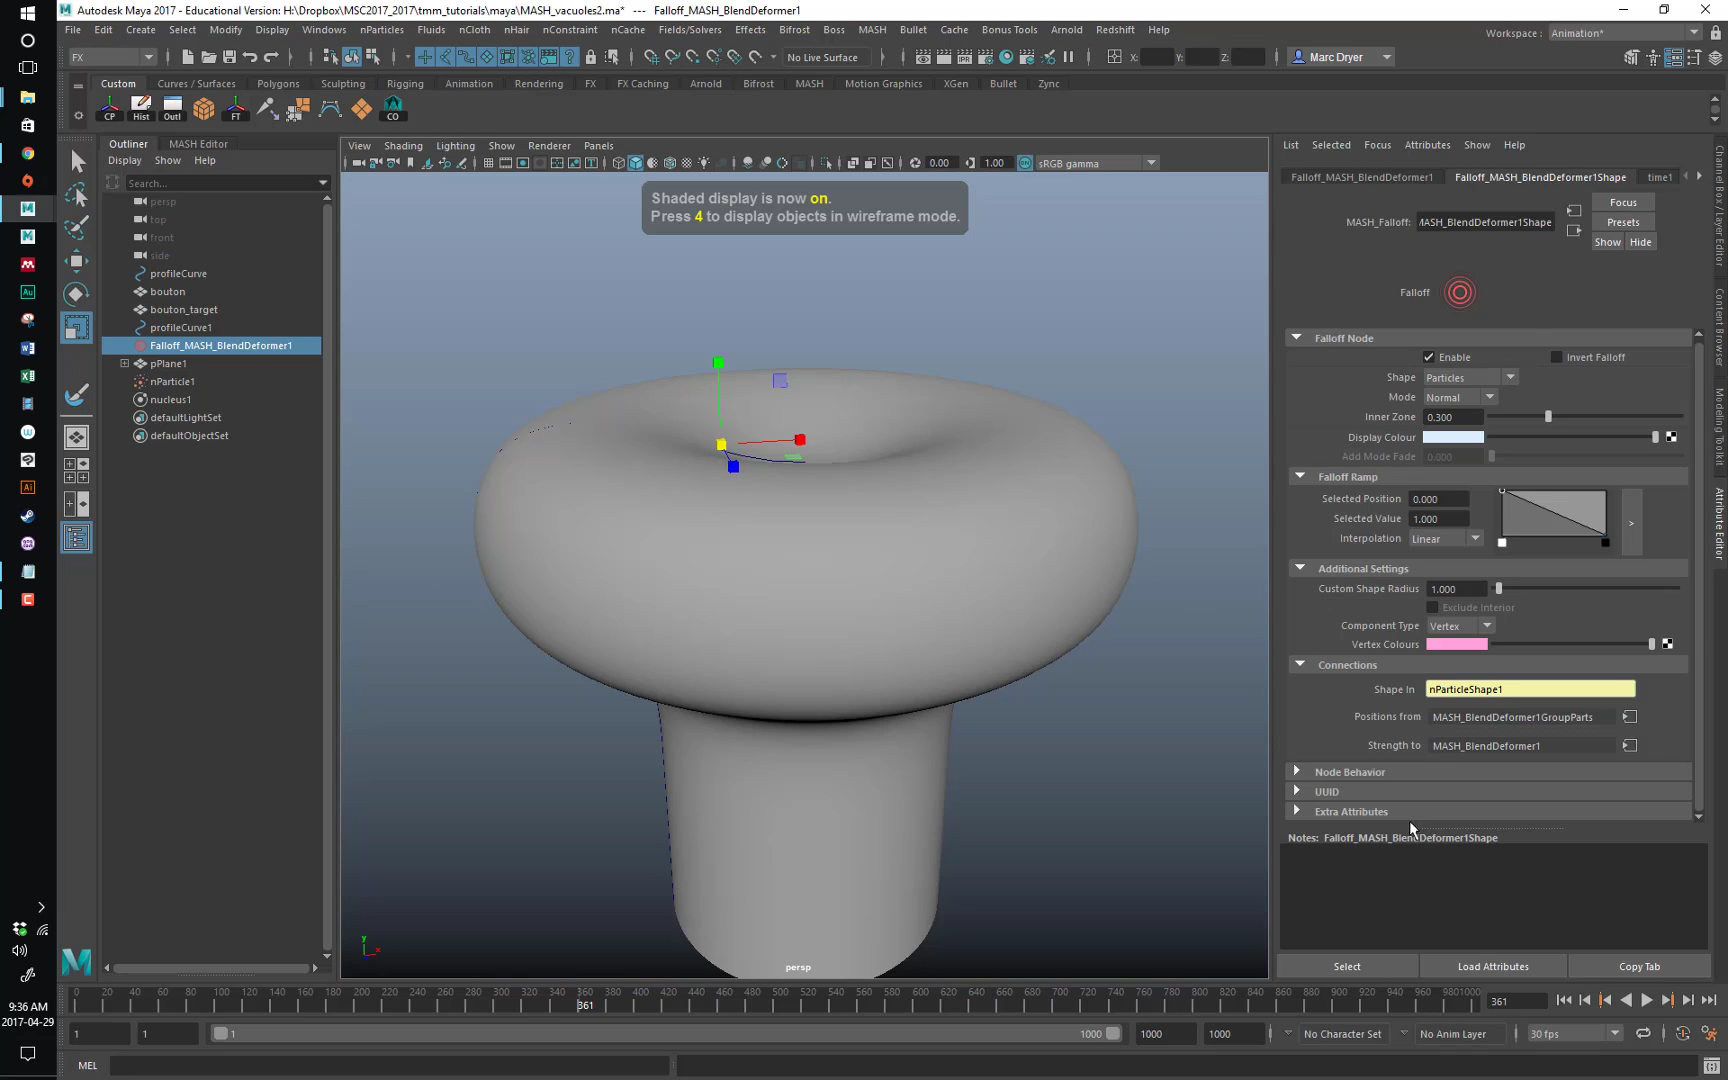 Autodesk Maya 2017 - Educational Version: H:\Dropbox\MSC2017_2017\tmm_tutorials\maya\MASH_vacuoles2.ma* --- Falloff_MASH_BlendDeformer1
File Edit Create Select Modify Display Windows nParticles Fluids nCloth nHair nConstraint nCache Fields/Solvers Effects Bifrost Boss MASH Bullet Cache Bonus Tools Arnold Redshift Help
Workspace : Animation*
FX No Live Surface X: Y: Z: Marc Dryer
Custom Curves / Surfaces Polygons Sculpting Rigging Animation Rendering FX FX Caching Arnold Bifrost MASH Motion Graphics XGen Bullet Zync
CP Hist Outl FT CO
Outliner MASH Editor
Display Show Help
Search...
persp
top
front
side
profileCurve
bouton
bouton_target
profileCurve1
Falloff_MASH_BlendDeformer1
nPlane1
nParticle1
nucleus1
defaultLightSet
defaultObjectSet
View Shading Lighting Show Renderer Panels
0.00 1.00 sRGB gamma
Shaded display is now on.
Press 4 to display objects in wireframe mode.
persp
y
x
List Selected Focus Attributes Show Help
Falloff_MASH_BlendDeformer1 Falloff_MASH_BlendDeformer1Shape time1
MASH_Falloff: MASH_BlendDeformer1Shape
Focus
Presets
Show Hide
Falloff
Falloff Node
Enable Invert Falloff
Shape Particles
Mode Normal
Inner Zone 0.300
Display Colour
Add Mode Fade 0.000
Falloff Ramp
Selected Position 0.000
Selected Value 1.000
Interpolation Linear
>
Additional Settings
Custom Shape Radius 1.000
Exclude Interior
Component Type Vertex
Vertex Colours
Connections
Shape In nParticleShape1
Positions from MASH_BlendDeformer1GroupParts
Strength to MASH_BlendDeformer1
Node Behavior
UUID
Extra Attributes
Notes: Falloff_MASH_BlendDeformer1Shape
Select Load Attributes Copy Tab
Channel Box / Layer Editor
Content Browser
Modeling Toolkit
Attribute Editor
0 20 40 60 80 100 120 140 160 180 200 220 240 260 280 300 320 340 360 380 400 420 440 460 480 500 520 540 560 580 600 620 640 660 680 700 720 740 760 780 800 820 840 860 880 900 920 940 960 980 1000
361
361
1 1 1 1000 1000 1000 No Character Set No Anim Layer 30 fps
MEL
9:36 AM
2017-04-29